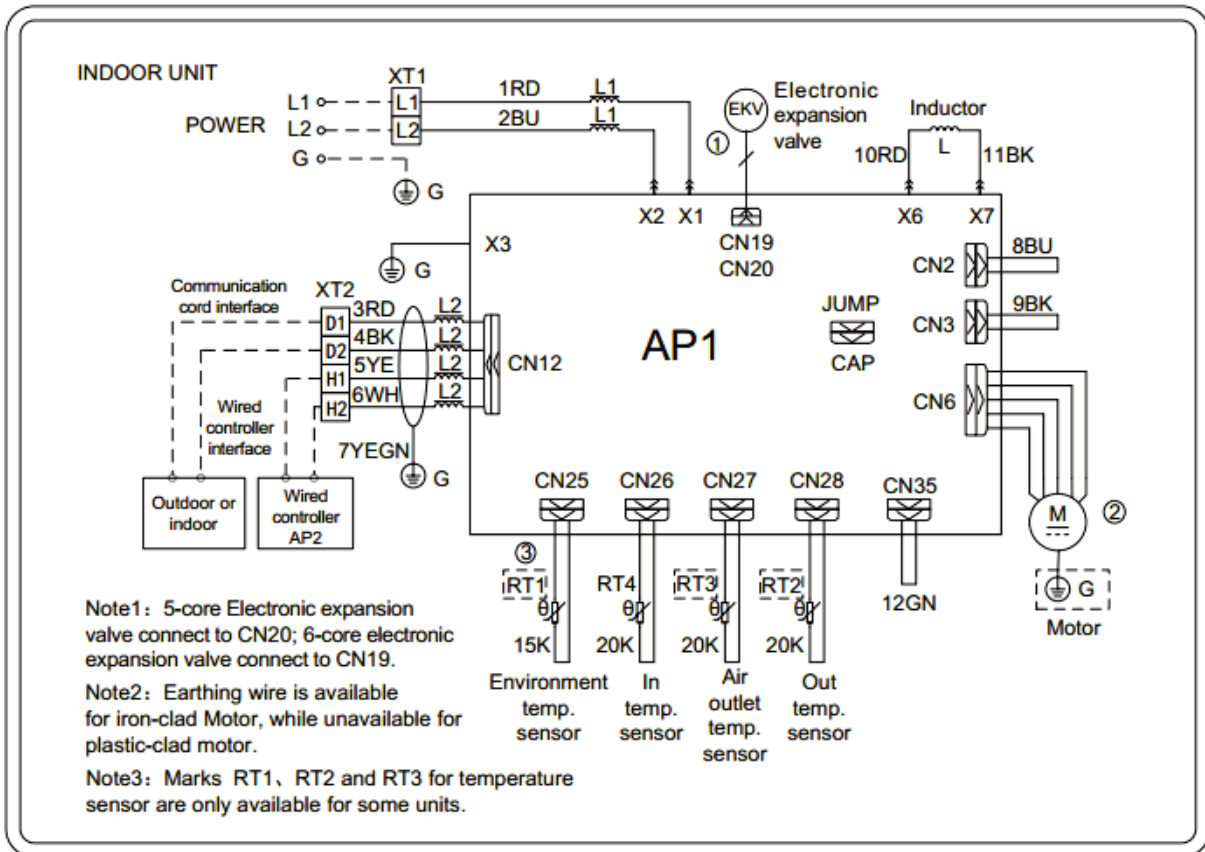 INDOOR UNIT
POWER
L1
L2
G
XT1
L1
L2
G
1RD
2BU
L1
L1
EKV
Electronic
expansion
valve
①
Inductor
L
10RD
11BK
X2
X1
CN19
CN20
X6
X7
X3
G
CN2
8BU
CN3
9BK
JUMP
CAP
AP1
CN6
Communication
cord interface
XT2
D1
D2
H1
H2
3RD
4BK
5YE
6WH
L2
L2
L2
L2
CN12
Wired
controller
interface
7YEGN
G
Outdoor or
indoor
Wired
controller
AP2
CN25
CN26
CN27
CN28
CN35
③
RT1
RT4
RT3
RT2
θ
θ
θ
θ
15K
20K
20K
20K
12GN
Environment
temp.
sensor
In
temp.
sensor
Air
outlet
temp.
sensor
Out
temp.
sensor
M
②
G
Motor
Note1: 5-core Electronic expansion
valve connect to CN20; 6-core electronic
expansion valve connect to CN19.
Note2: Earthing wire is available
for iron-clad Motor, while unavailable for
plastic-clad motor.
Note3: Marks RT1、RT2 and RT3 for temperature
sensor are only available for some units.